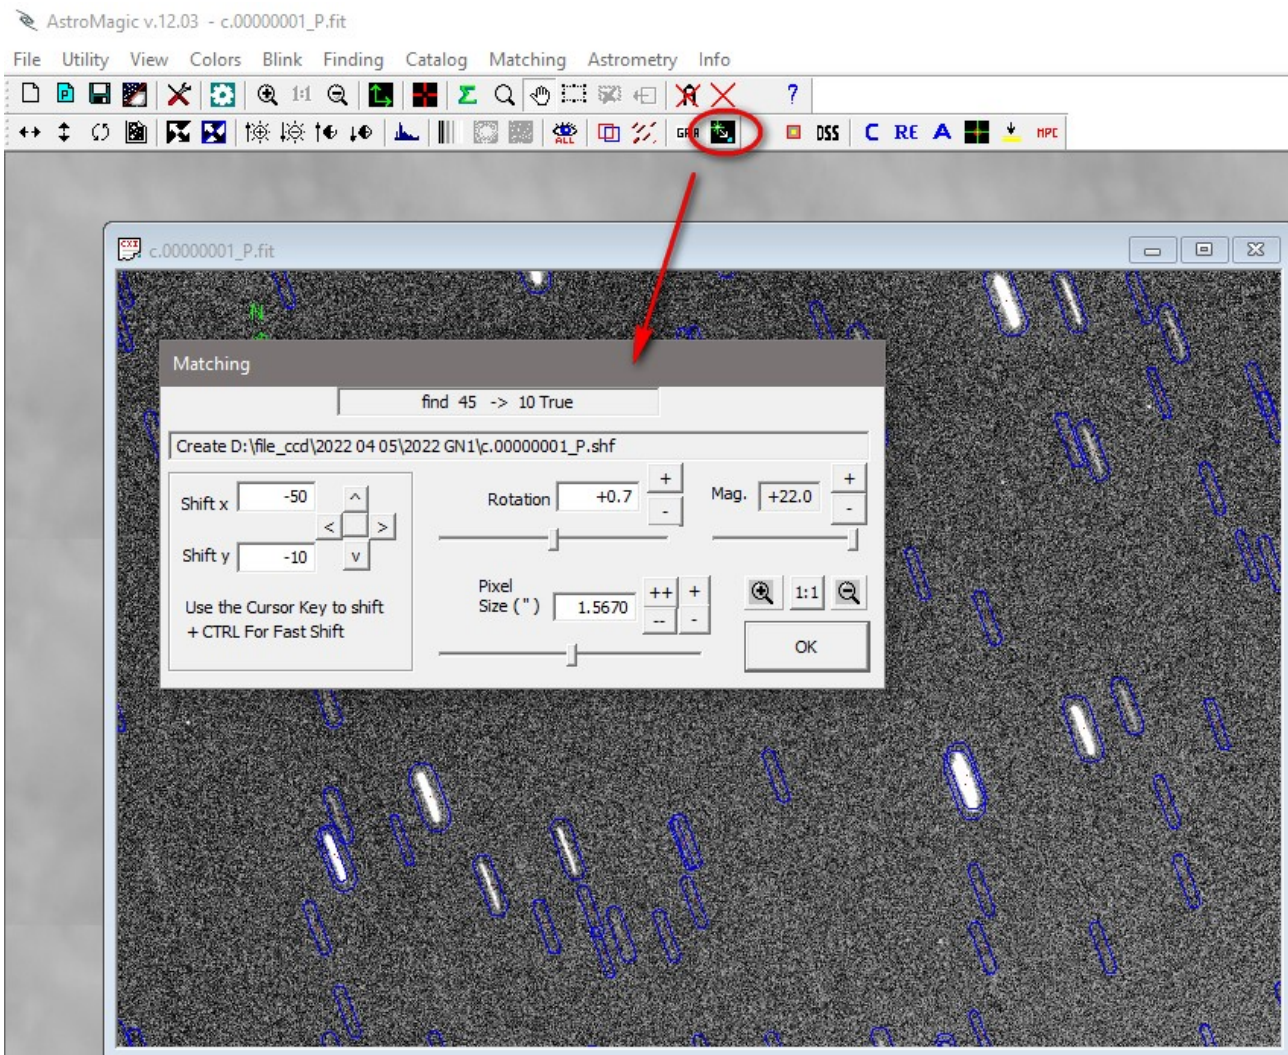 AstroMagic v.12.03 - c.00000001_P.fit
File Utility View Colors Blink Finding Catalog Matching Astrometry Info
1:1 ?
ALL DSS C RE A MPC
c.00000001_P.fit
N
Matching
find 45 -> 10 True
Create D:\file_ccd\2022 04 05\2022 GN1\c.00000001_P.shf
Shift x -50 ^ Rotation +0.7 + - Mag. +22.0 + -
< >
Shift y -10 v
Pixel
Size ( " ) 1.5670 ++ + -- - 1:1
Use the Cursor Key to shift
+ CTRL For Fast Shift
OK